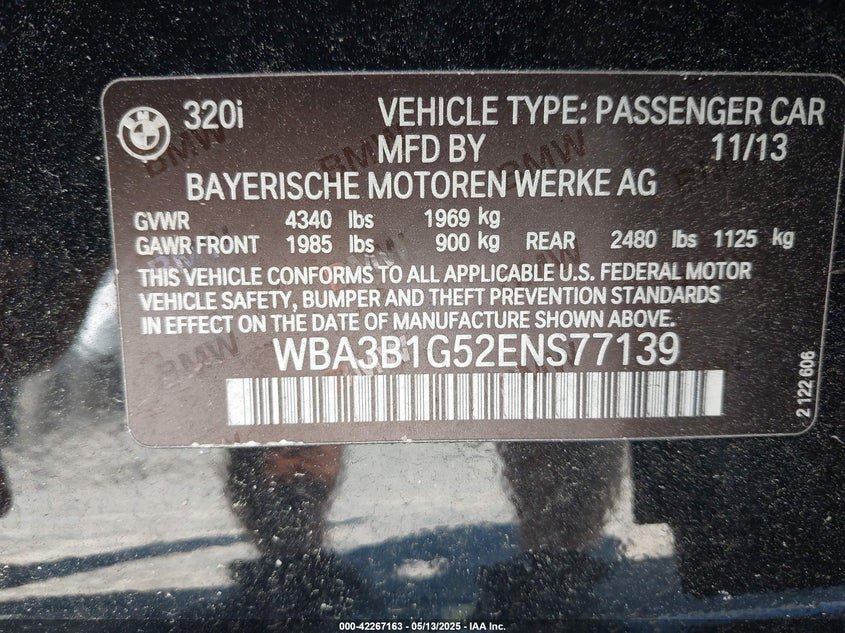 320i VEHICLE TYPE: PASSENGER CAR
MFD BY 11/13
BAYERISCHE MOTOREN WERKE AG
GVWR 4340 lbs 1969 kg
GAWR FRONT 1985 lbs 900 kg REAR 2480 lbs 1125 kg
THIS VEHICLE CONFORMS TO ALL APPLICABLE U.S. FEDERAL MOTOR
VEHICLE SAFETY, BUMPER AND THEFT PREVENTION STANDARDS
IN EFFECT ON THE DATE OF MANUFACTURE SHOWN ABOVE.
WBA3B1G52ENS77139
2 122 606
000-42267163 - 05/13/2025 - IAA Inc.